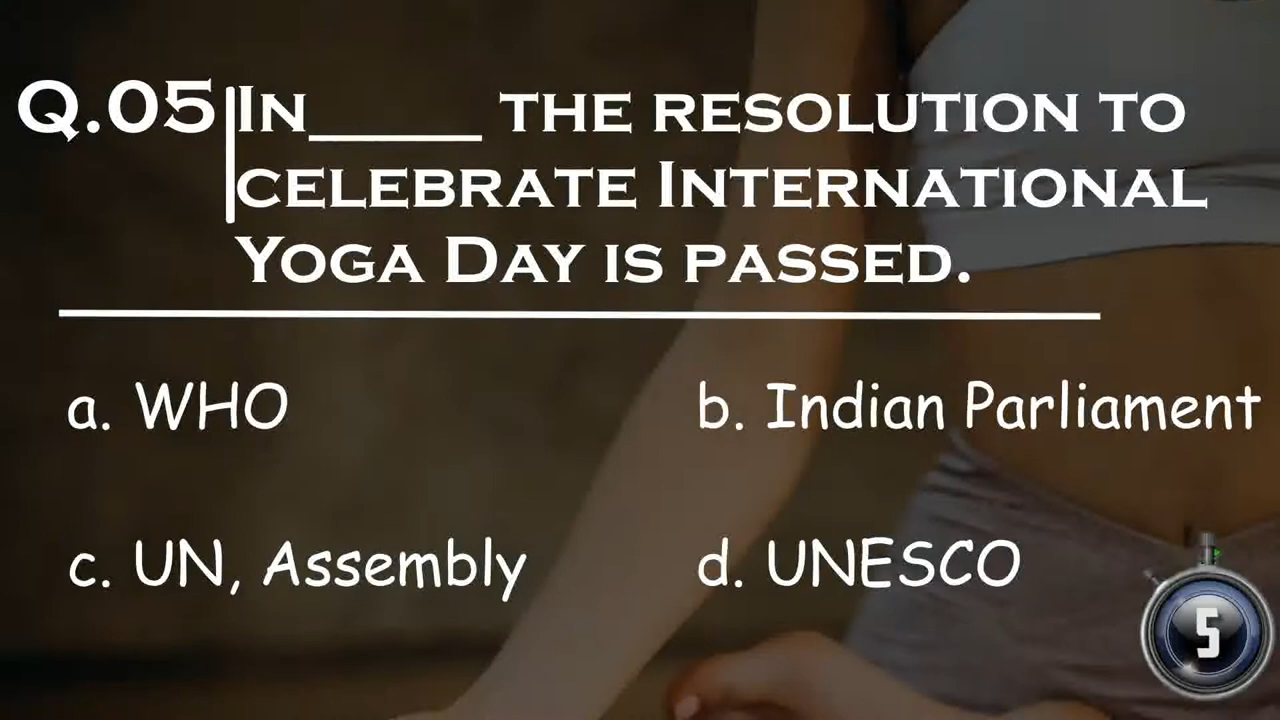 Q.05 In_____ the resolution to
celebrate International
Yoga Day is passed.
a. WHO
b. Indian Parliament
c. UN, Assembly
d. UNESCO
5